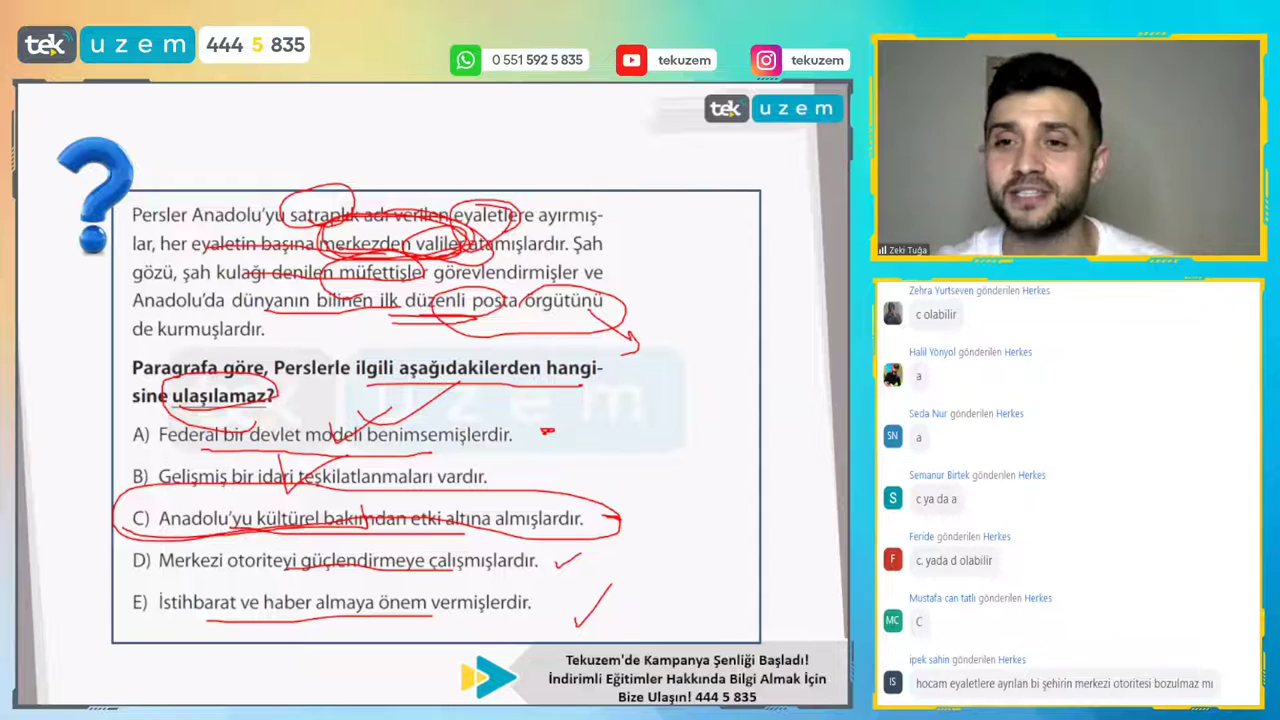 tek
uzem
444 5 835
0 551 592 5 835
tekuzem
tekuzem
tek uzem
Persler Anadolu'yu satraplık adı verilen eyaletlere ayırmış-
lar, her eyaletin başına merkezden valiler atamışlardır. Şah
gözü, şah kulağı denilen müfettişler görevlendirmişler ve
Anadolu'da dünyanın bilinen ilk düzenli posta örgütünü
de kurmuşlardır.
Paragrafa göre, Perslerle ilgili aşağıdakilerden hangi-
sine ulaşılamaz?
A) Federal bir devlet modeli benimsemişlerdir.
B) Gelişmiş bir idari teşkilatlanmaları vardır.
C) Anadolu'yu kültürel bakımdan etki altına almışlardır.
D) Merkezi otoriteyi güçlendirmeye çalışmışlardır.
E) İstihbarat ve haber almaya önem vermişlerdir.
tek uzem
Tekuzem'de Kampanya Şenliği Başladı!
İndirimli Eğitimler Hakkında Bilgi Almak İçin
Bize Ulaşın! 444 5 835
Zeki Tuğa
Zehra Yurtseven gönderilen Herkes
c olabilir
Halil Yönyol gönderilen Herkes
a
Seda Nur gönderilen Herkes
SN
a
Semanur Birtek gönderilen Herkes
S
c ya da a
Feride gönderilen Herkes
F
c. yada d olabilir
Mustafa can tatlı gönderilen Herkes
MC
C
ipek sahin gönderilen Herkes
IS
hocam eyaletlere ayrılan bi şehirin merkezi otoritesi bozulmaz mı